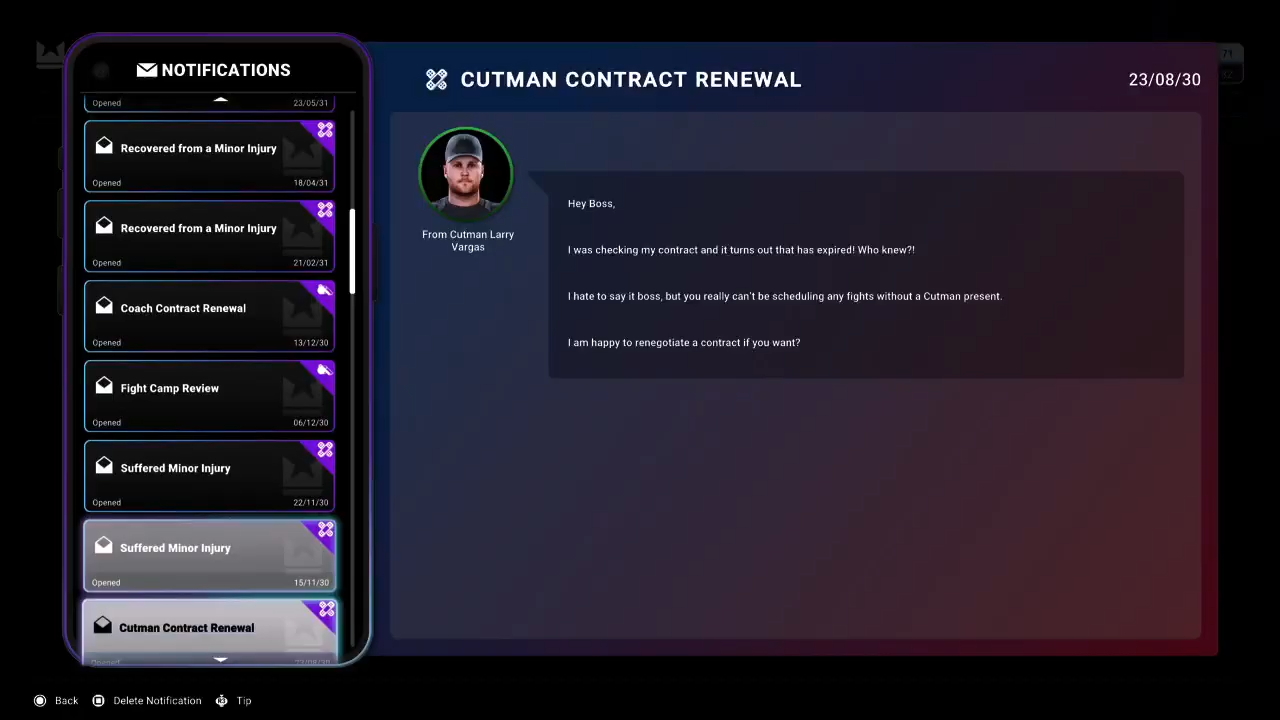 NOTIFICATIONS
Opened 23/05/31
Recovered from a Minor Injury
Opened 18/04/31
Recovered from a Minor Injury
Opened 21/02/31
Coach Contract Renewal
Opened 13/12/30
Fight Camp Review
Opened 06/12/30
Suffered Minor Injury
Opened 22/11/30
Suffered Minor Injury
Opened 15/11/30
Cutman Contract Renewal
Opened 23/08/30
CUTMAN CONTRACT RENEWAL
23/08/30
From Cutman Larry
Vargas
Hey Boss,
I was checking my contract and it turns out that has expired! Who knew?!
I hate to say it boss, but you really can't be scheduling any fights without a Cutman present.
I am happy to renegotiate a contract if you want?
Back Delete Notification Tip